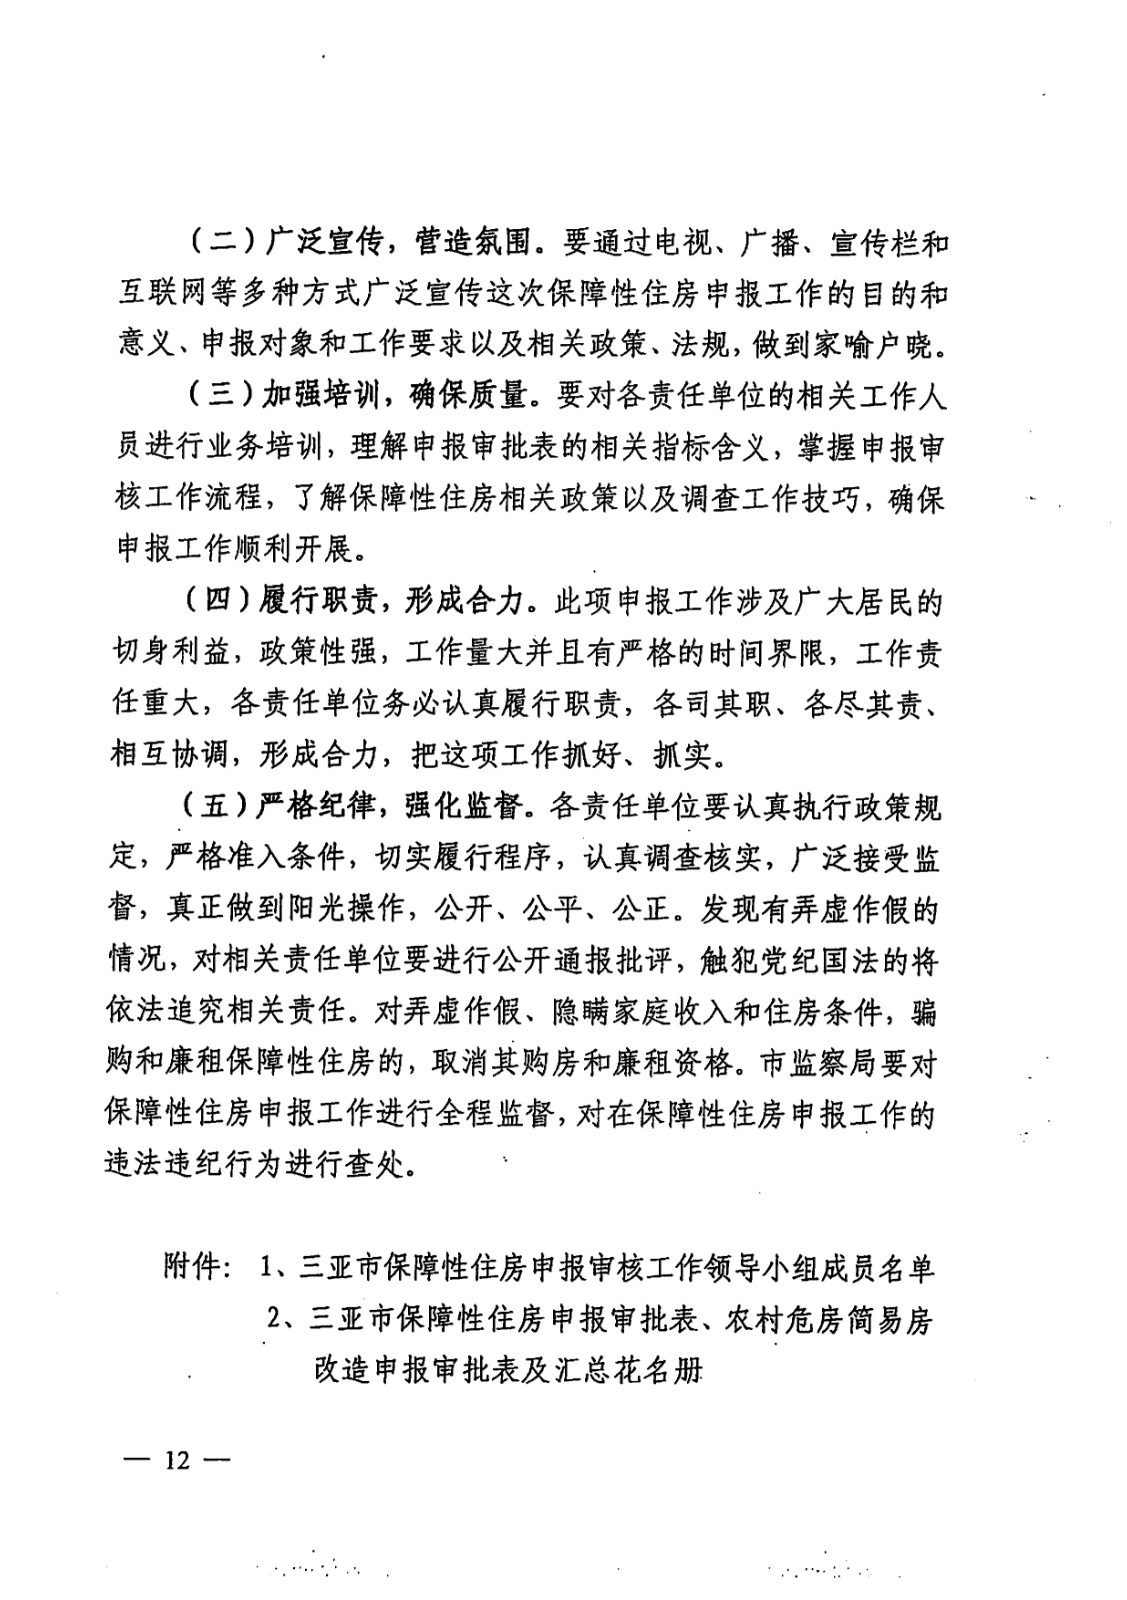 （二）广泛宣传，营造氛围。要通过电视、广播、宣传栏和
互联网等多种方式广泛宣传这次保障性住房申报工作的目的和
意义、申报对象和工作要求以及相关政策、法规，做到家喻户晓。
（三）加强培训，确保质量。要对各责任单位的相关工作人
员进行业务培训，理解申报审批表的相关指标含义，掌握申报审
核工作流程，了解保障性住房相关政策以及调查工作技巧，确保
申报工作顺利开展。
（四）履行职责，形成合力。此项申报工作涉及广大居民的
切身利益，政策性强，工作量大并且有严格的时间界限，工作责
任重大，各责任单位务必认真履行职责，各司其职、各尽其责、
相互协调，形成合力，把这项工作抓好、抓实。
（五）严格纪律，强化监督。各责任单位要认真执行政策规
定，严格准入条件，切实履行程序，认真调查核实，广泛接受监
督，真正做到阳光操作，公开、公平、公正。发现有弄虚作假的
情况，对相关责任单位要进行公开通报批评，触犯党纪国法的将
依法追究相关责任。对弄虚作假、隐瞒家庭收入和住房条件，骗
购和廉租保障性住房的，取消其购房和廉租资格。市监察局要对
保障性住房申报工作进行全程监督，对在保障性住房申报工作的
违法违纪行为进行查处。
附件：1、三亚市保障性住房申报审核工作领导小组成员名单
2、三亚市保障性住房申报审批表、农村危房简易房
改造申报审批表及汇总花名册
— 12 —